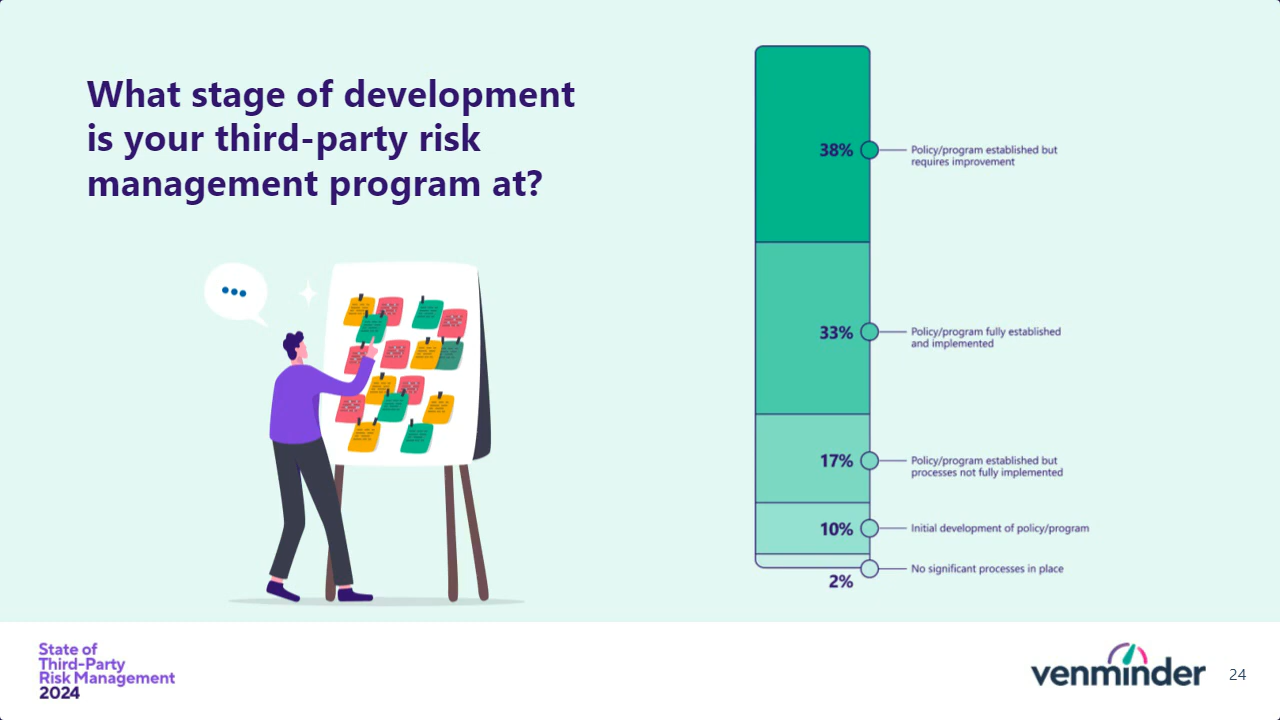 What stage of development
is your third-party risk
management program at?
38%
Policy/program established but
requires improvement
33%
Policy/program fully established
and implemented
17%
Policy/program established but
processes not fully implemented
10%
Initial development of policy/program
No significant processes in place
2%
State of
Third-Party
Risk Management
2024
venminder
24